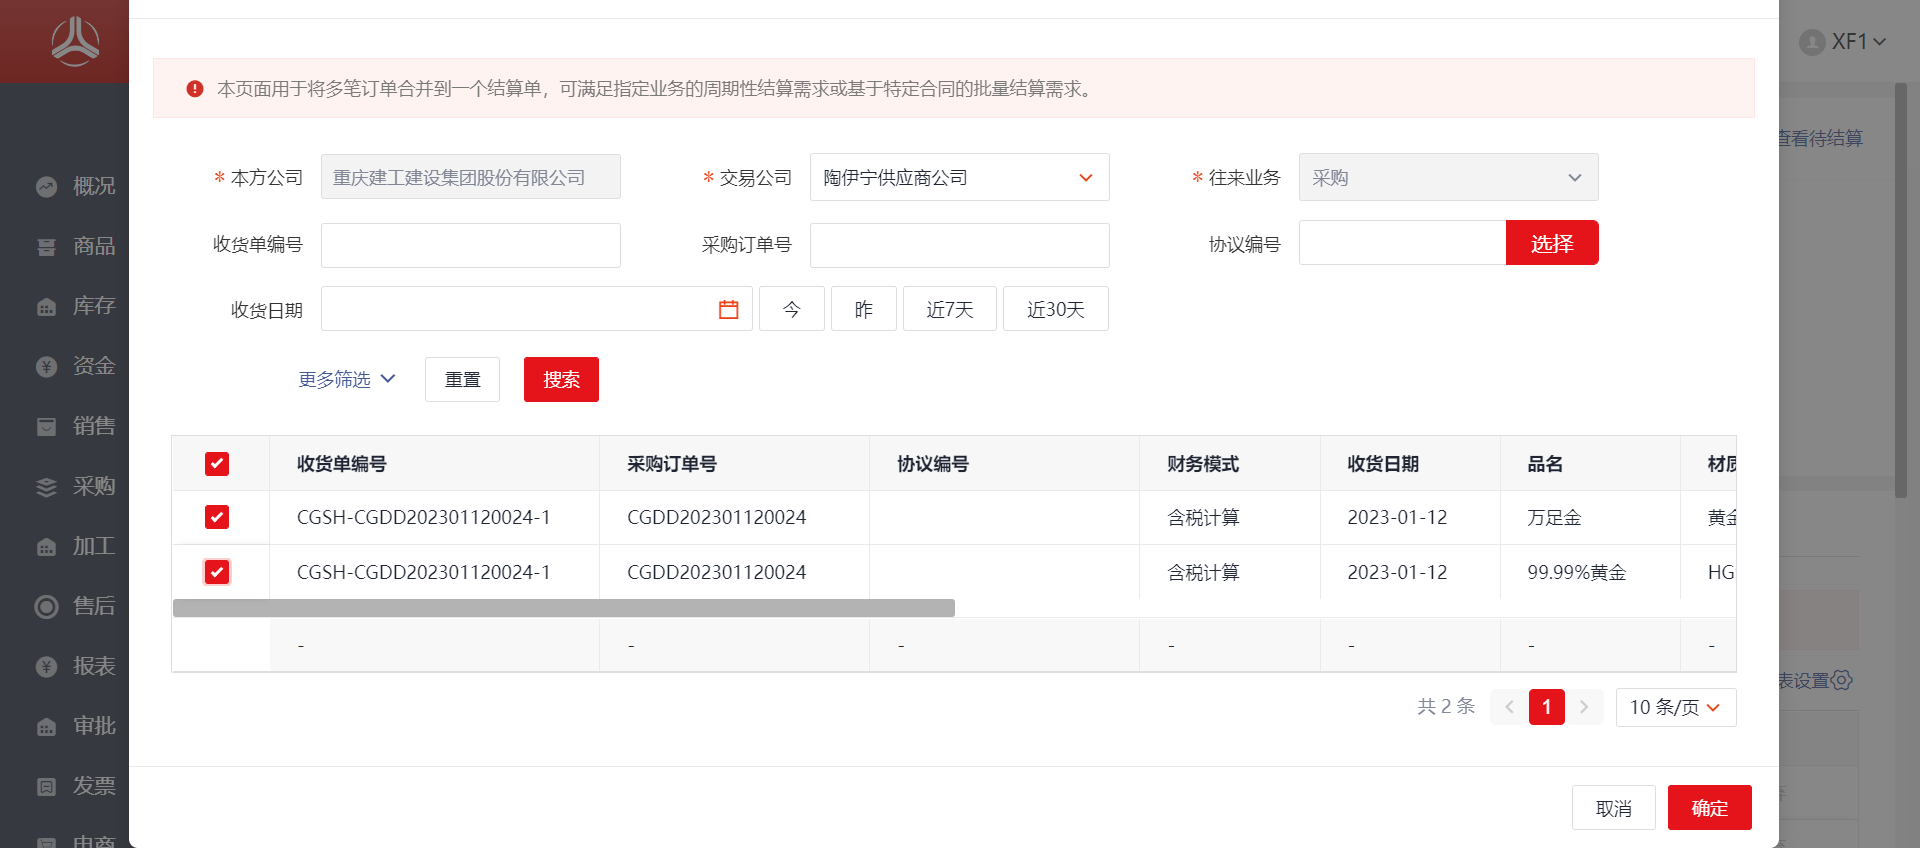 XF1
本页面用于将多笔订单合并到一个结算单，可满足指定业务的周期性结算需求或基于特定合同的批量结算需求。
查看待结算
* 本方公司 重庆建工建设集团股份有限公司 * 交易公司 陶伊宁供应商公司 * 往来业务 采购
收货单编号 采购订单号 协议编号 选择
收货日期 今 昨 近7天 近30天
更多筛选 重置 搜索
收货单编号 采购订单号 协议编号 财务模式 收货日期 品名 材质
CGSH-CGDD202301120024-1 CGDD202301120024 含税计算 2023-01-12 万足金 黄金
CGSH-CGDD202301120024-1 CGDD202301120024 含税计算 2023-01-12 99.99%黄金 HG
- - - - - - -
共 2 条 1 10 条/页
取消 确定
概况
商品
库存
资金
销售
采购
加工
售后
报表
审批
发票
电商
表设置